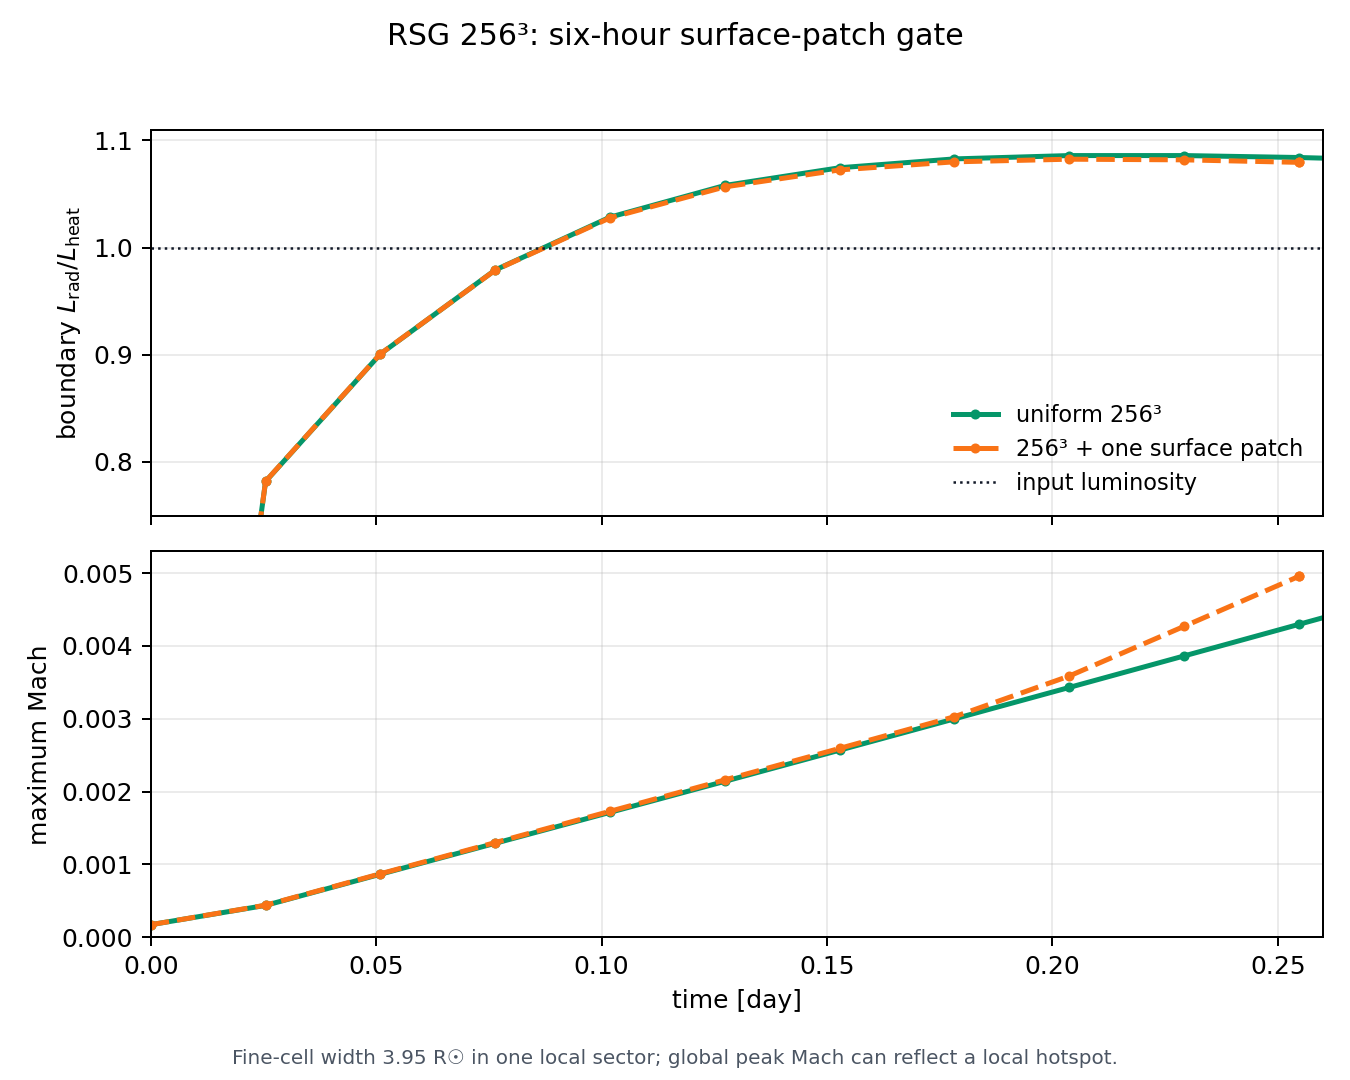 RSG 256³: six-hour surface-patch gate
1.1
1.0
0.9
0.8
boundary L_rad/L_heat
uniform 256³
256³ + one surface patch
input luminosity
0.005
0.004
0.003
0.002
0.001
0.000
maximum Mach
0.00
0.05
0.10
0.15
0.20
0.25
time [day]
Fine-cell width 3.95 R☉ in one local sector; global peak Mach can reflect a local hotspot.